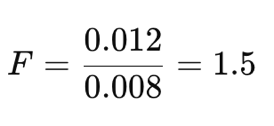 F = 0.012 / 0.008 = 1.5